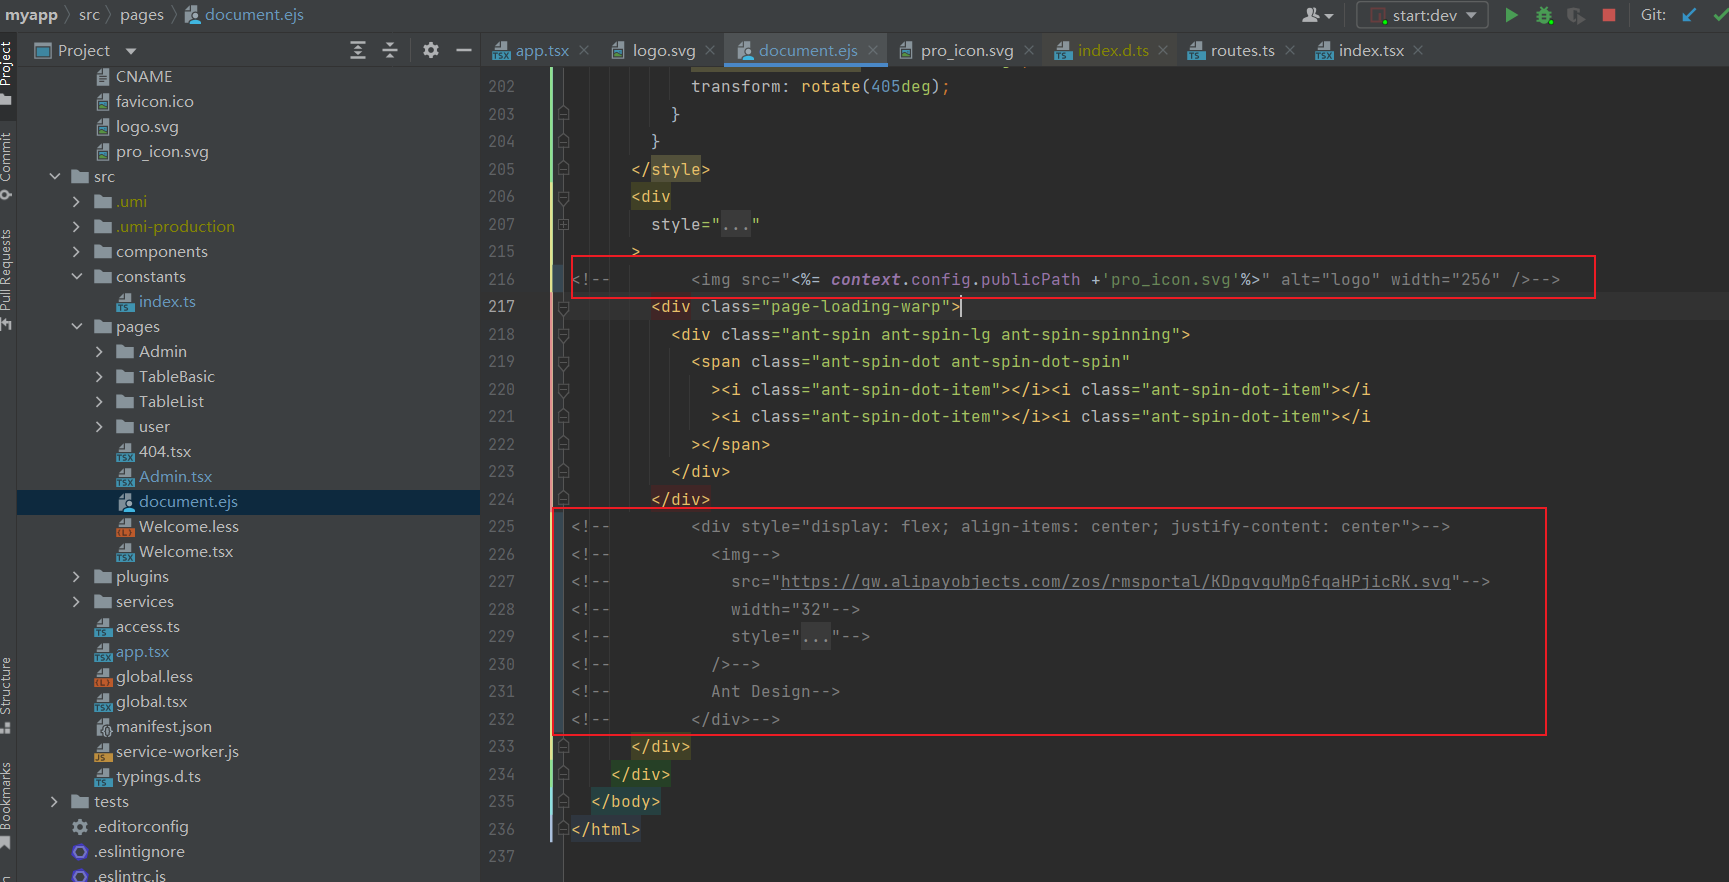 myapp src pages document.ejs start:dev Git:
Project
app.tsx logo.svg document.ejs pro_icon.svg index.d.ts routes.ts index.tsx
Project
Commit
Pull Requests
Structure
Bookmarks
CNAME
favicon.ico
logo.svg
pro_icon.svg
src
.umi
.umi-production
components
constants
index.ts
pages
Admin
TableBasic
TableList
user
404.tsx
Admin.tsx
document.ejs
Welcome.less
Welcome.tsx
plugins
services
access.ts
app.tsx
global.less
global.tsx
manifest.json
service-worker.js
typings.d.ts
tests
.editorconfig
.eslintignore
.eslintrc.js
202 transform: rotate(405deg);
203 }
204 }
205 </style>
206 <div
207 style="..."
215 >
216 <!-- <img src="<%= context.config.publicPath +'pro_icon.svg'%>" alt="logo" width="256" />-->
217 <div class="page-loading-warp">
218 <div class="ant-spin ant-spin-lg ant-spin-spinning">
219 <span class="ant-spin-dot ant-spin-dot-spin"
220 ><i class="ant-spin-dot-item"></i><i class="ant-spin-dot-item"></i
221 ><i class="ant-spin-dot-item"></i><i class="ant-spin-dot-item"></i
222 ></span>
223 </div>
224 </div>
225 <!-- <div style="display: flex; align-items: center; justify-content: center">-->
226 <!-- <img-->
227 <!-- src="https://gw.alipayobjects.com/zos/rmsportal/KDpgvguMpGfqaHPjicRK.svg"-->
228 <!-- width="32"-->
229 <!-- style="..."-->
230 <!-- />-->
231 <!-- Ant Design-->
232 <!-- </div>-->
233 </div>
234 </div>
235 </body>
236 </html>
237